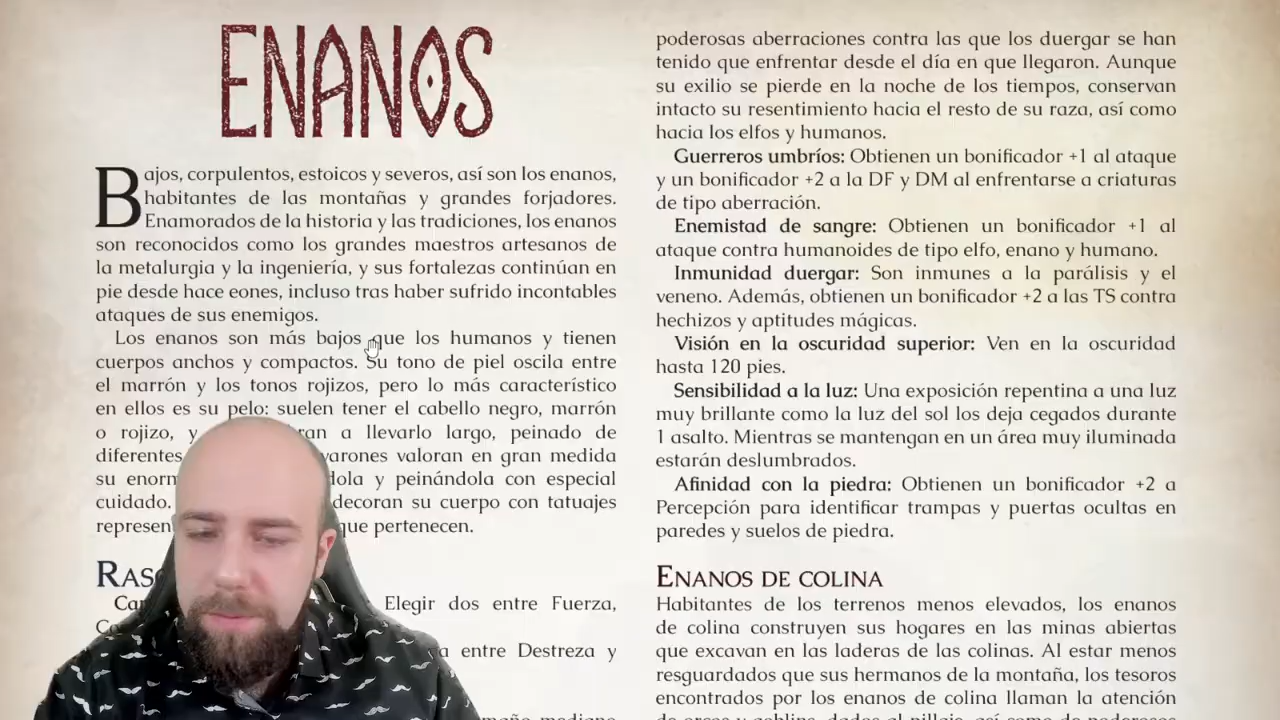 ENANOS
Bajos, corpulentos, estoicos y severos, así son los enanos,
habitantes de las montañas y grandes forjadores.
Enamorados de la historia y las tradiciones, los enanos
son reconocidos como los grandes maestros artesanos de
la metalurgia y la ingeniería, y sus fortalezas continúan en
pie desde hace eones, incluso tras haber sufrido incontables
ataques de sus enemigos.
Los enanos son más bajos que los humanos y tienen
cuerpos anchos y compactos. Su tono de piel oscila entre
el marrón y los tonos rojizos, pero lo más característico
en ellos es su pelo: suelen tener el cabello negro, marrón
o rojizo, y a llevarlo largo, peinado de
diferentes varones valoran en gran medida
su y peinándola con especial
cuidado. decoran su cuerpo con tatuajes
que pertenecen.
Elegir dos entre Fuerza,
entre Destreza y
poderosas aberraciones contra las que los duergar se han
tenido que enfrentar desde el día en que llegaron. Aunque
su exilio se pierde en la noche de los tiempos, conservan
intacto su resentimiento hacia el resto de su raza, así como
hacia los elfos y humanos.
Guerreros umbríos: Obtienen un bonificador +1 al ataque
y un bonificador +2 a la DF y DM al enfrentarse a criaturas
de tipo aberración.
Enemistad de sangre: Obtienen un bonificador +1 al
ataque contra humanoides de tipo elfo, enano y humano.
Inmunidad duergar: Son inmunes a la parálisis y el
veneno. Además, obtienen un bonificador +2 a las TS contra
hechizos y aptitudes mágicas.
Visión en la oscuridad superior: Ven en la oscuridad
hasta 120 pies.
Sensibilidad a la luz: Una exposición repentina a una luz
muy brillante como la luz del sol los deja cegados durante
1 asalto. Mientras se mantengan en un área muy iluminada
estarán deslumbrados.
Afinidad con la piedra: Obtienen un bonificador +2 a
Percepción para identificar trampas y puertas ocultas en
paredes y suelos de piedra.
ENANOS DE COLINA
Habitantes de los terrenos menos elevados, los enanos
de colina construyen sus hogares en las minas abiertas
que excavan en las laderas de las colinas. Al estar menos
resguardados que sus hermanos de la montaña, los tesoros
encontrados por los enanos de colina llaman la atención